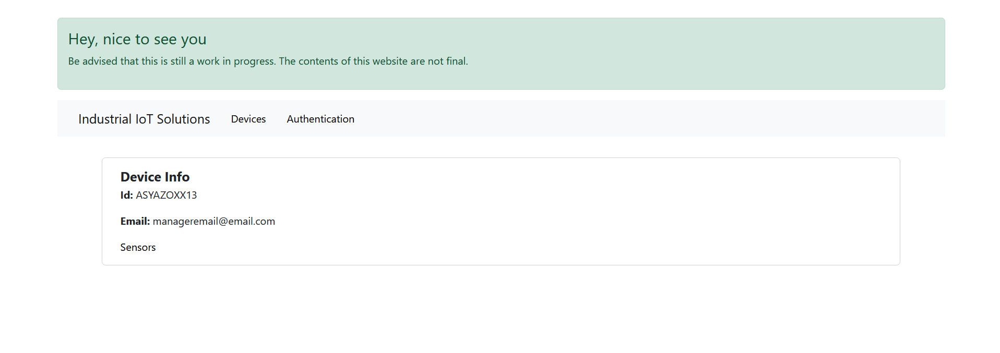 Hey, nice to see you
Be advised that this is still a work in progress. The contents of this website are not final.
Industrial IoT Solutions Devices Authentication
Device Info
Id: ASYAZOXX13
Email: manageremail@email.com
Sensors